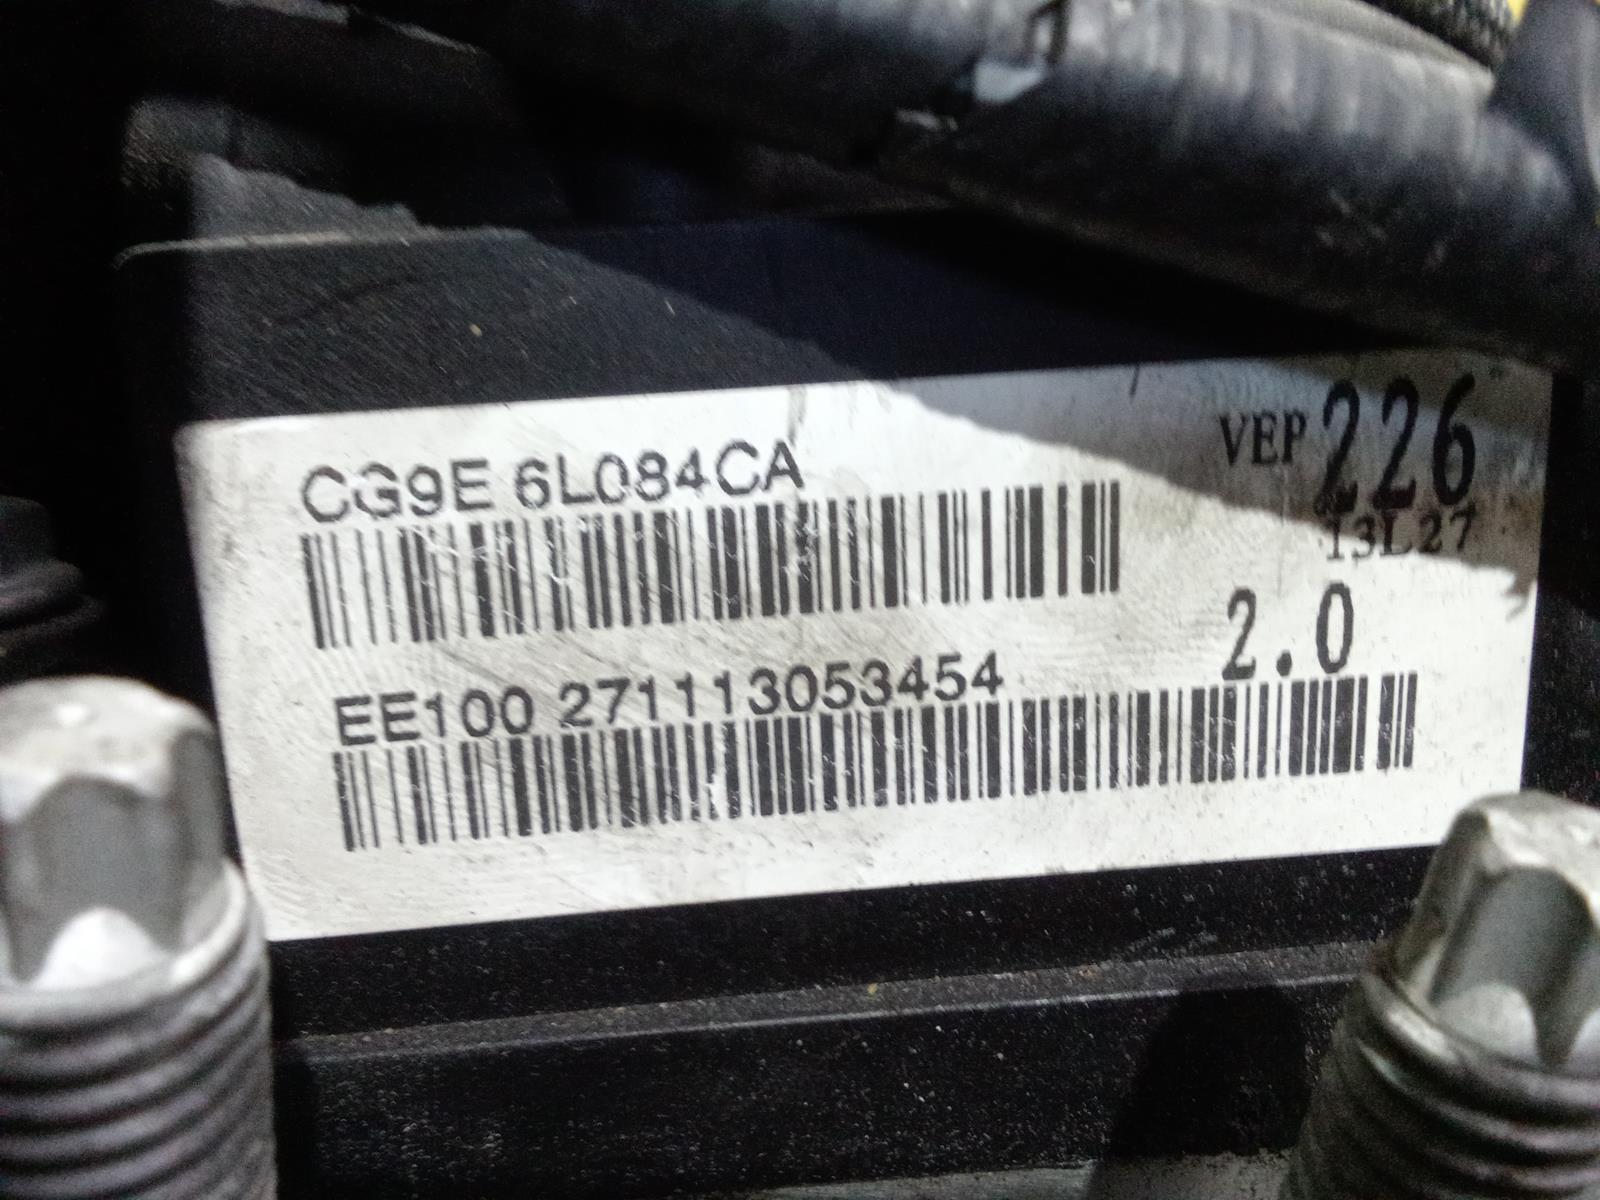 CG9E 6L084CA
VEP 226
13L27
2.0
EE100 271113053454